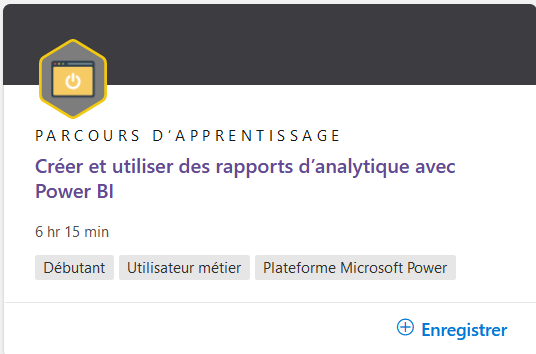 PARCOURS D’APPRENTISSAGE
Créer et utiliser des rapports d’analytique avec
Power BI
6 hr 15 min
Débutant Utilisateur métier Plateforme Microsoft Power
Enregistrer